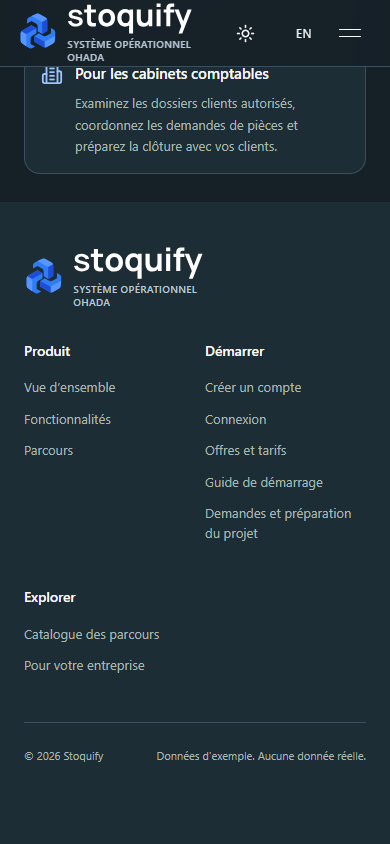 stoquify
SYSTÈME OPÉRATIONNEL
OHADA
EN
Pour les cabinets comptables
Examinez les dossiers clients autorisés,
coordonnez les demandes de pièces et
préparez la clôture avec vos clients.
stoquify
SYSTÈME OPÉRATIONNEL
OHADA
Produit
Vue d'ensemble
Fonctionnalités
Parcours
Démarrer
Créer un compte
Connexion
Offres et tarifs
Guide de démarrage
Demandes et préparation
du projet
Explorer
Catalogue des parcours
Pour votre entreprise
© 2026 Stoquify
Données d'exemple. Aucune donnée réelle.